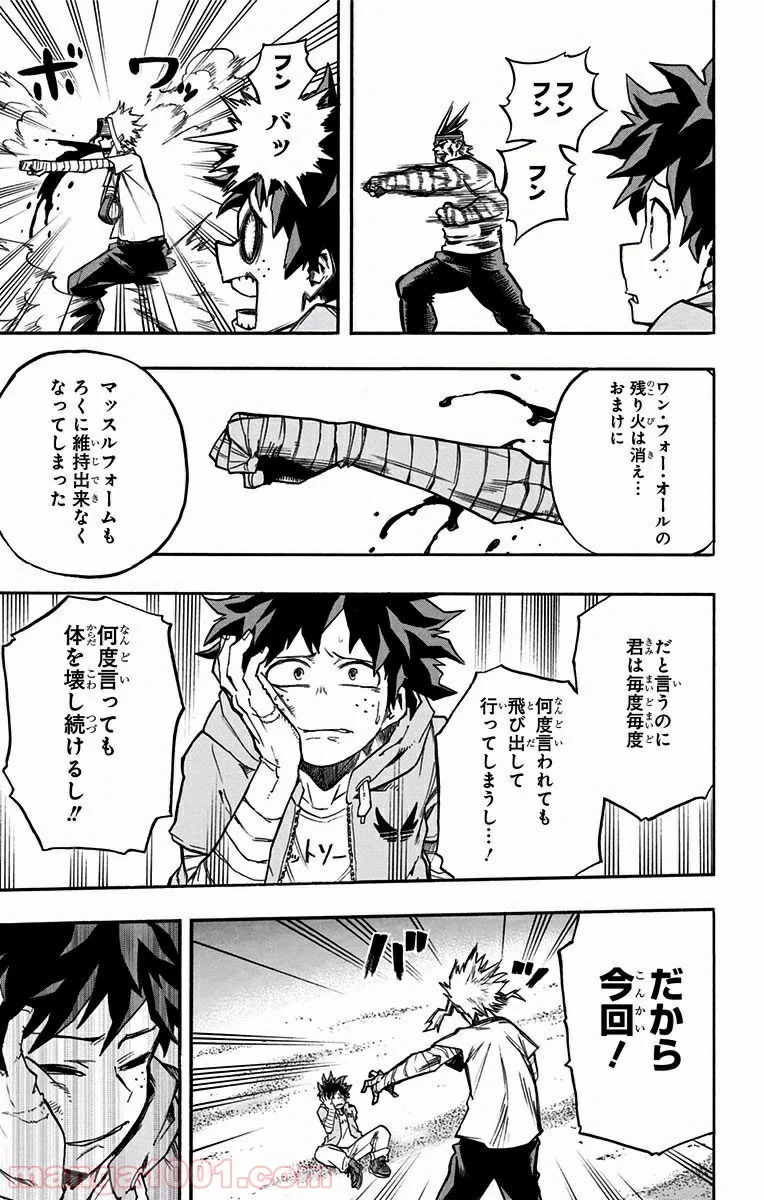 フン
フン
フン
フン
フン
バッ
ボワッ
ワン・フォー・オールの
残り火は消え…
おまけに
マッスルフォームも
ろくに維持出来なく
なってしまった
だと言うのに
君は毎度毎度
何度言われても
飛び出して
行ってしまうし…!
何度言っても
体を壊し続けるし!!
トソー
だから
今回!
manga1001.com